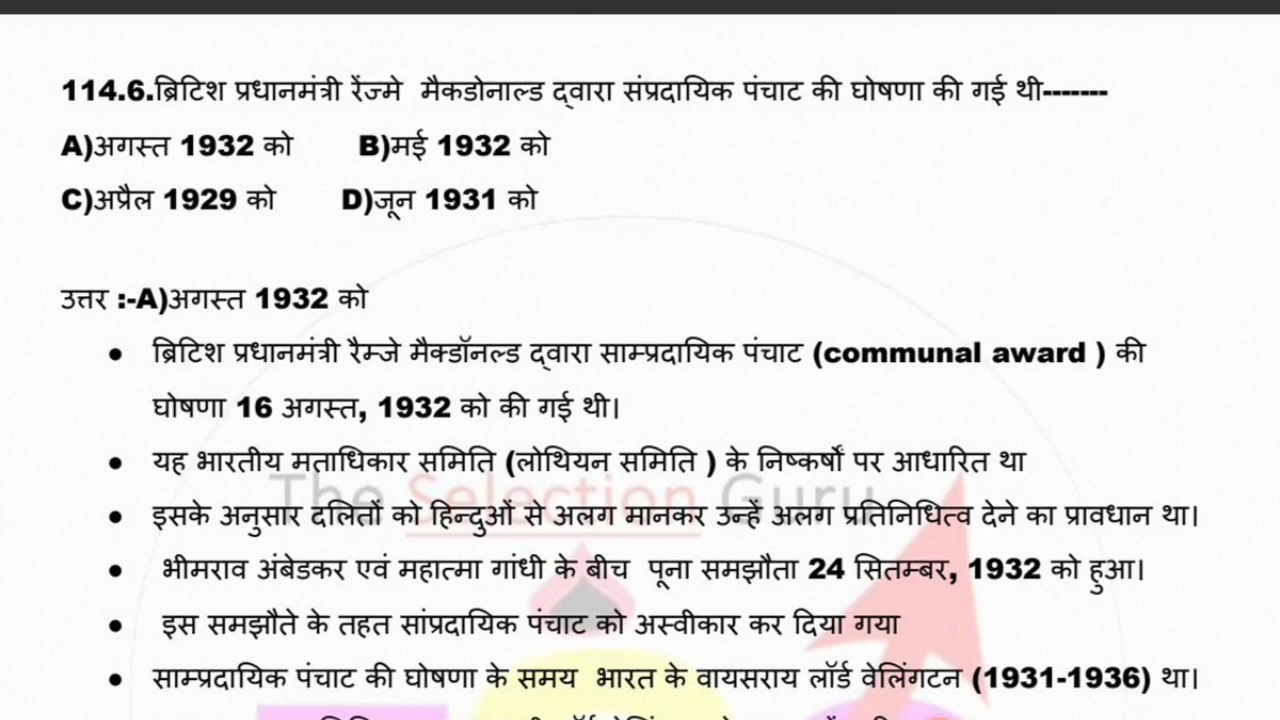 114.6.ब्रिटिश प्रधानमंत्री रेंज्मे मैकडोनाल्ड द्वारा संप्रदायिक पंचाट की घोषणा की गई थी-------
A)अगस्त 1932 को B)मई 1932 को
C)अप्रैल 1929 को D)जून 1931 को
उत्तर :-A)अगस्त 1932 को
● ब्रिटिश प्रधानमंत्री रैम्जे मैक्डॉनल्ड द्वारा साम्प्रदायिक पंचाट (communal award ) की
घोषणा 16 अगस्त, 1932 को की गई थी।
● यह भारतीय मताधिकार समिति (लोथियन समिति ) के निष्कर्षों पर आधारित था
The Selection Guru
● इसके अनुसार दलितों को हिन्दुओं से अलग मानकर उन्हें अलग प्रतिनिधित्व देने का प्रावधान था।
● भीमराव अंबेडकर एवं महात्मा गांधी के बीच पूना समझौता 24 सितम्बर, 1932 को हुआ।
● इस समझौते के तहत सांप्रदायिक पंचाट को अस्वीकार कर दिया गया
● साम्प्रदायिक पंचाट की घोषणा के समय भारत के वायसराय लॉर्ड वेलिंगटन (1931-1936) था।